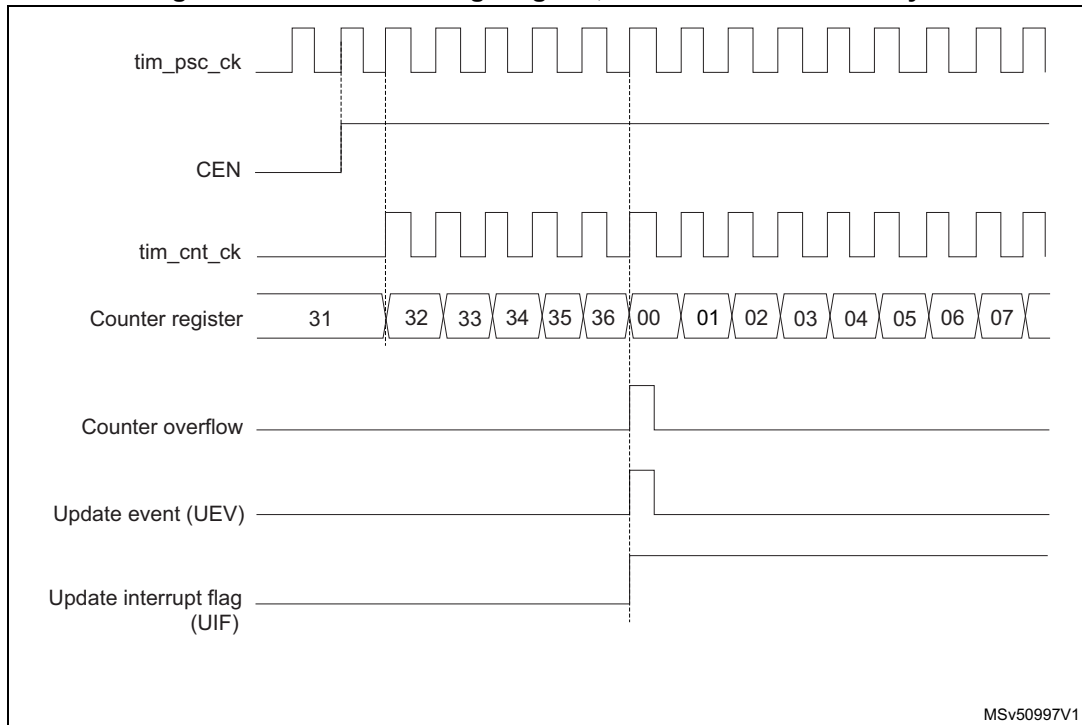 tim_psc_ck
CEN
tim_cnt_ck
Counter register 31 32 33 34 35 36 00 01 02 03 04 05 06 07
Counter overflow
Update event (UEV)
Update interrupt flag
(UIF)
MSv50997V1